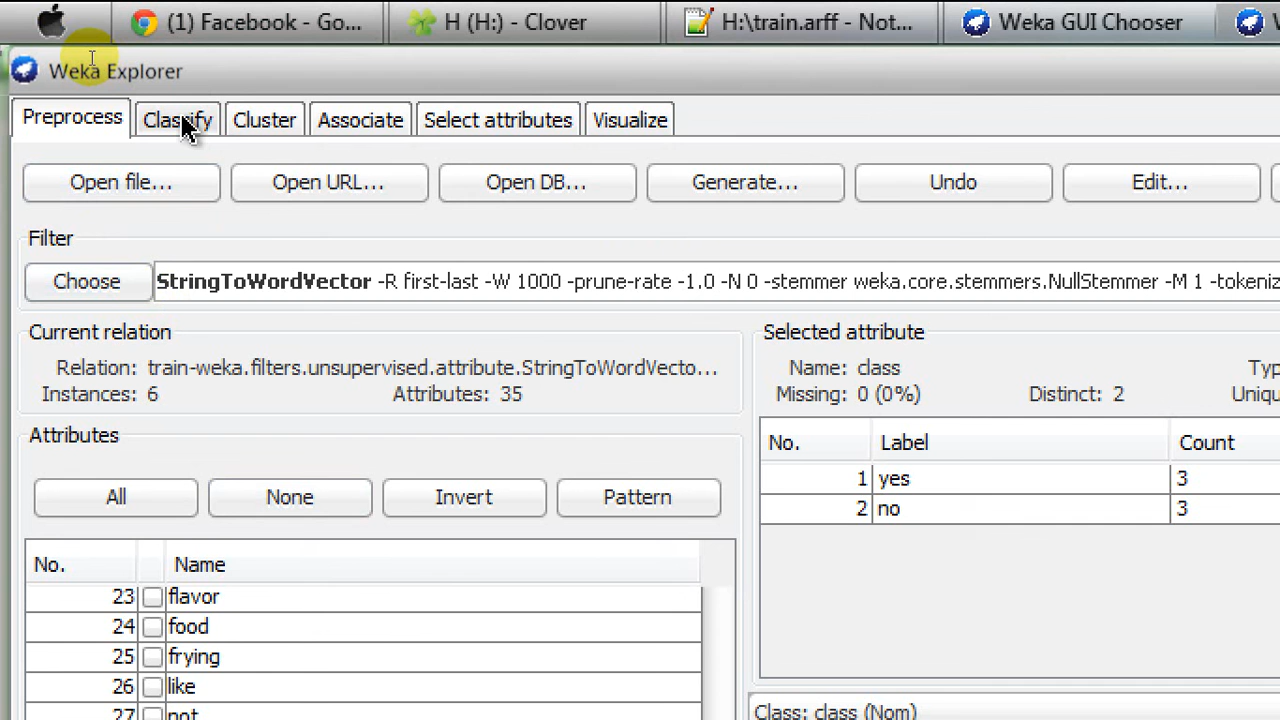 (1) Facebook - Go... H (H:) - Clover H:\train.arff - Not... Weka GUI Chooser
Weka Explorer
Preprocess Classify Cluster Associate Select attributes Visualize
Open file... Open URL... Open DB... Generate... Undo Edit...
Filter
Choose StringToWordVector -R first-last -W 1000 -prune-rate -1.0 -N 0 -stemmer weka.core.stemmers.NullStemmer -M 1 -tokeniz
Current relation Selected attribute
Relation: train-weka.filters.unsupervised.attribute.StringToWordVecto... Name: class Typ
Instances: 6 Attributes: 35 Missing: 0 (0%) Distinct: 2 Uniqu
Attributes No. Label Count
1 yes 3
All None Invert Pattern 2 no 3
No. Name
23 flavor
24 food
25 frying
26 like
27 not
Class: class (Nom)